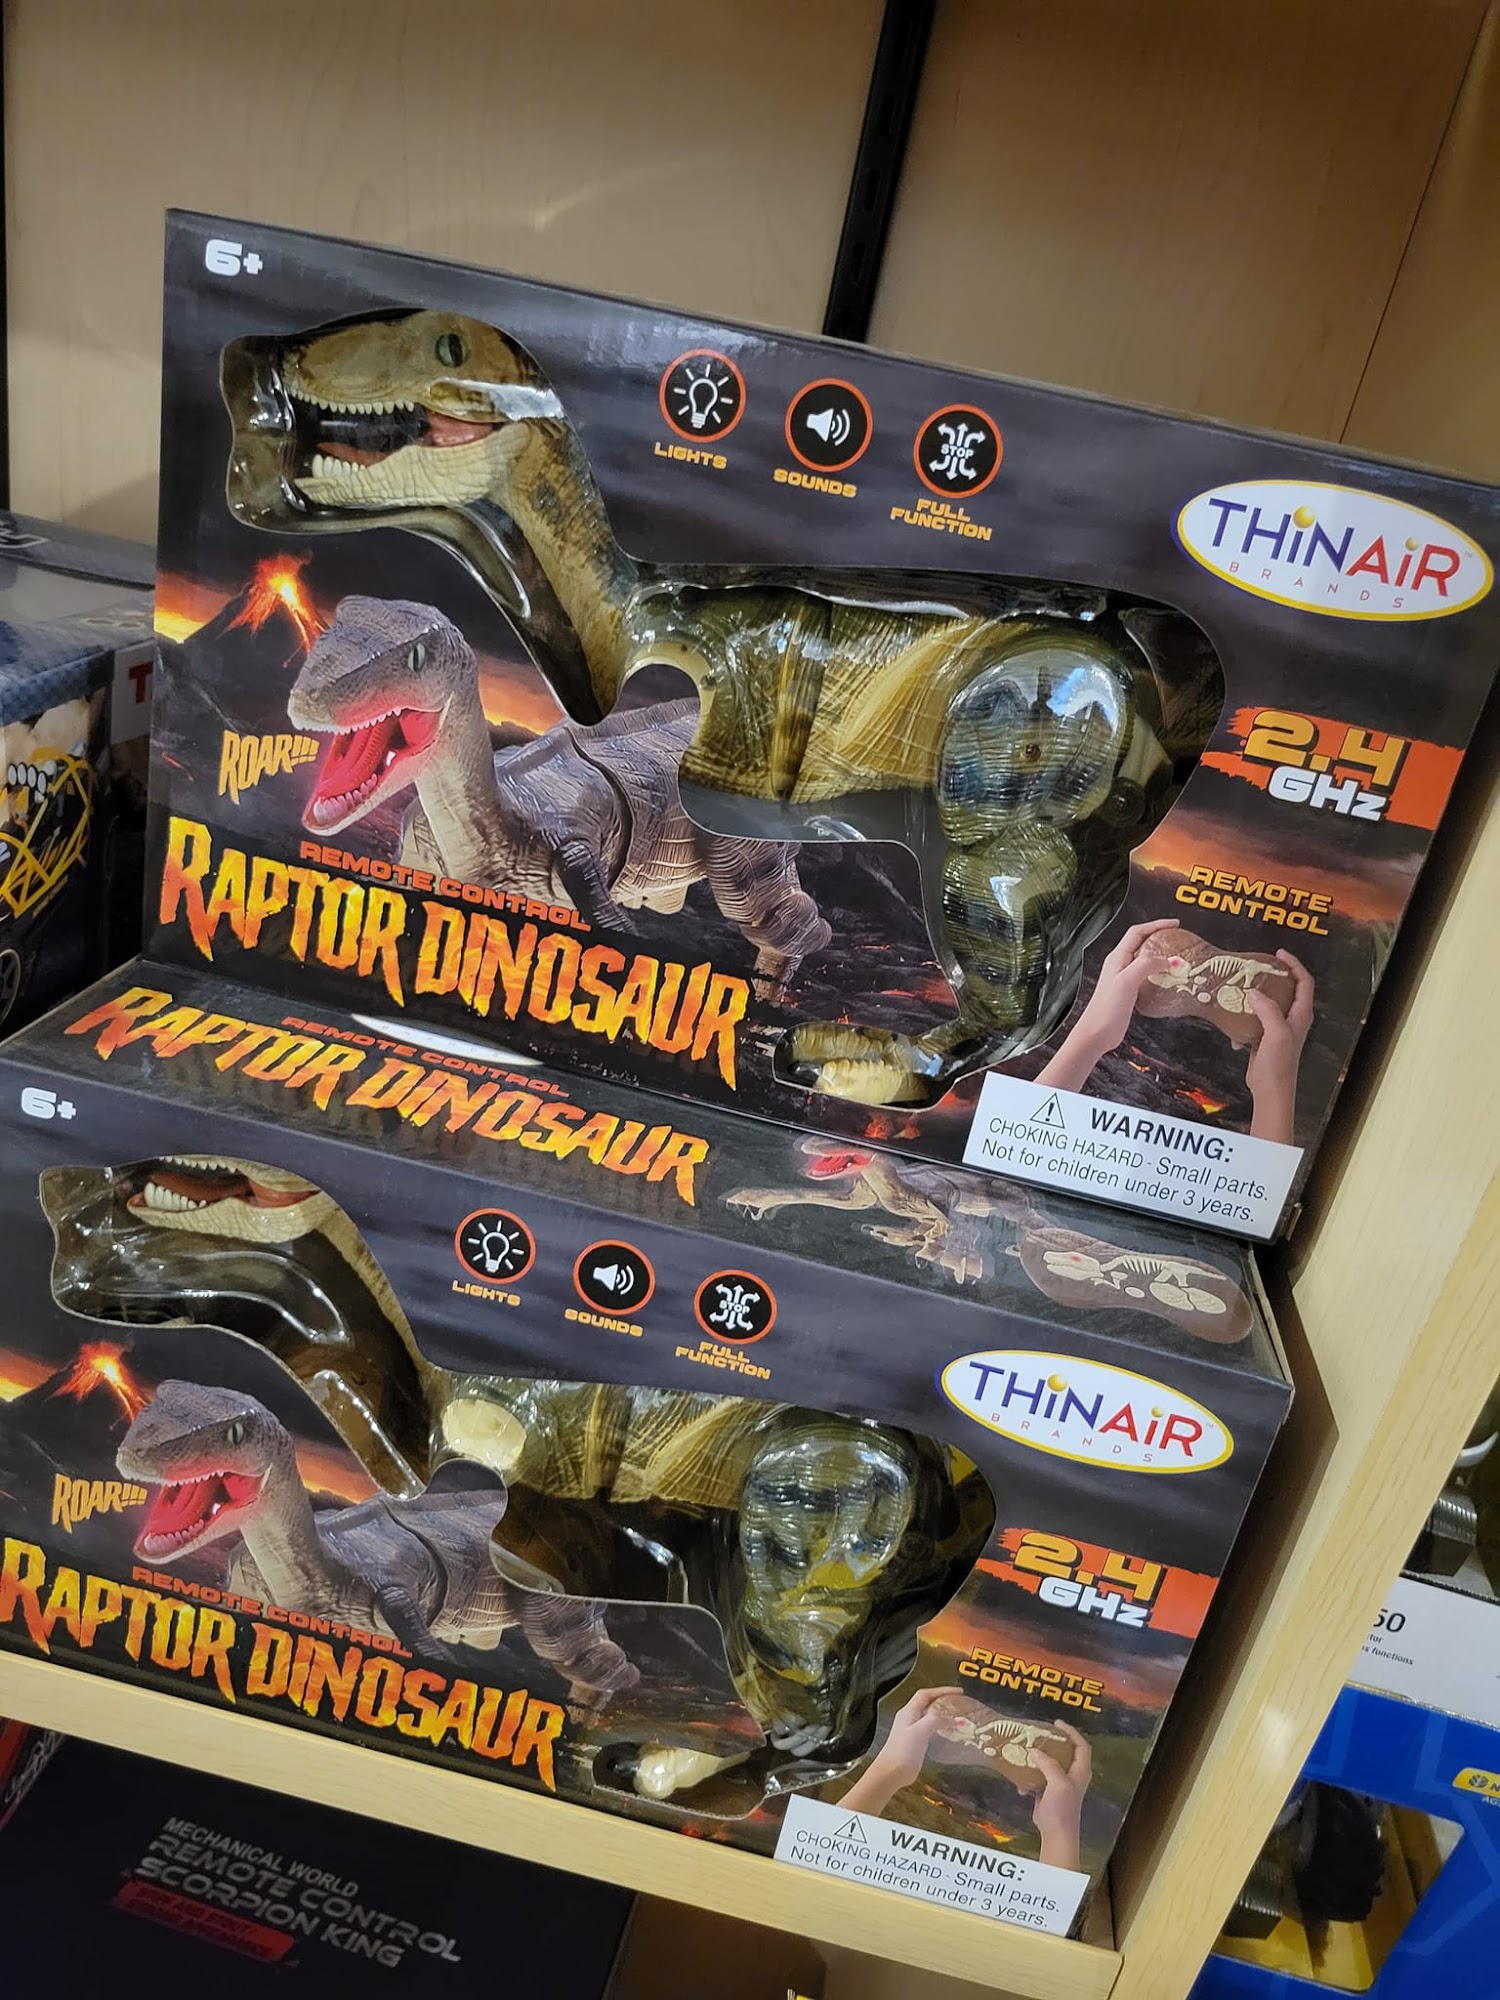 6+
LIGHTS
SOUNDS
STOP
FULL
FUNCTION
THiNAiR
BRANDS
2.4
GHz
ROAR!!!
REMOTE CONTROL
RAPTOR DINOSAUR
REMOTE
CONTROL
WARNING:
CHOKING HAZARD - Small parts.
Not for children under 3 years.
REMOTE CONTROL
RAPTOR DINOSAUR
6+
LIGHTS
SOUNDS
STOP
FULL
FUNCTION
THiNAiR
BRANDS
2.4
GHz
ROAR!!!
REMOTE CONTROL
RAPTOR DINOSAUR
REMOTE
CONTROL
WARNING:
CHOKING HAZARD - Small parts.
Not for children under 3 years.
MECHANICAL WORLD
REMOTE CONTROL
SCORPION KING
50
functions